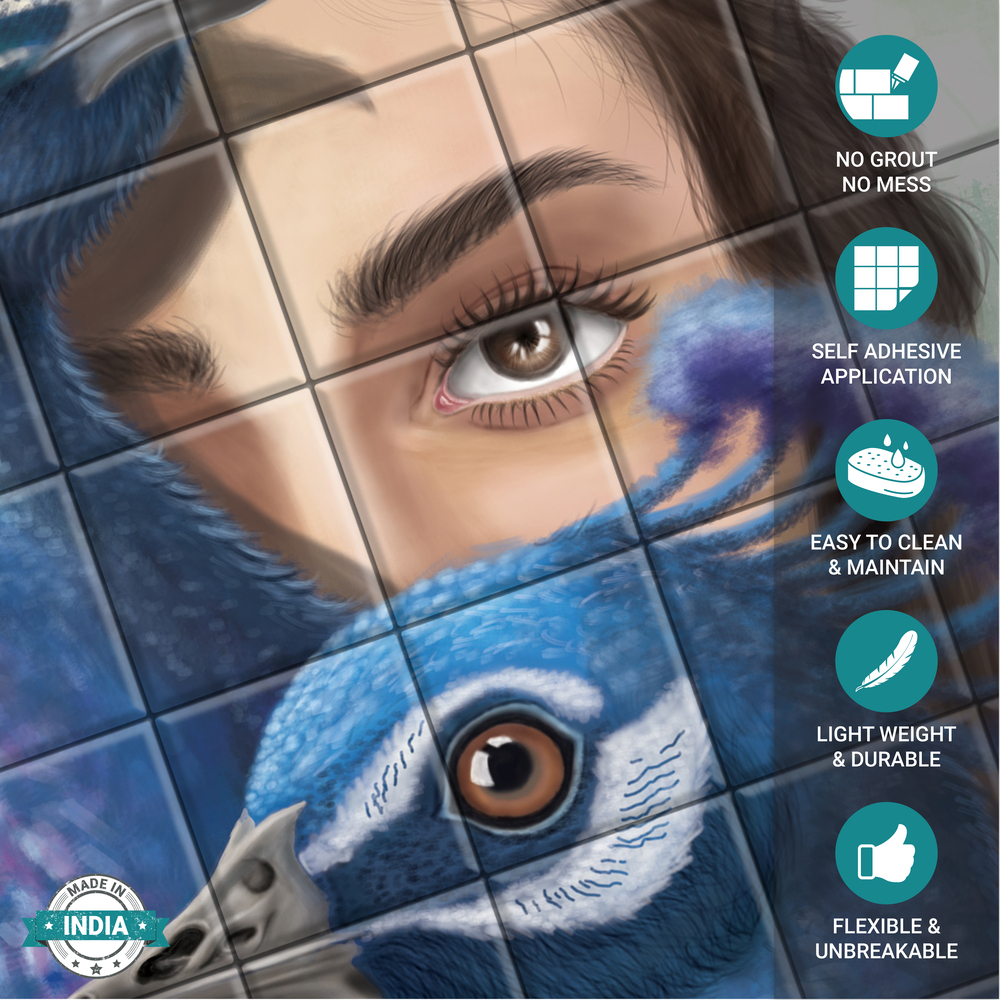 NO GROUT
NO MESS
SELF ADHESIVE
APPLICATION
EASY TO CLEAN
& MAINTAIN
LIGHT WEIGHT
& DURABLE
FLEXIBLE &
UNBREAKABLE
MADE IN
INDIA